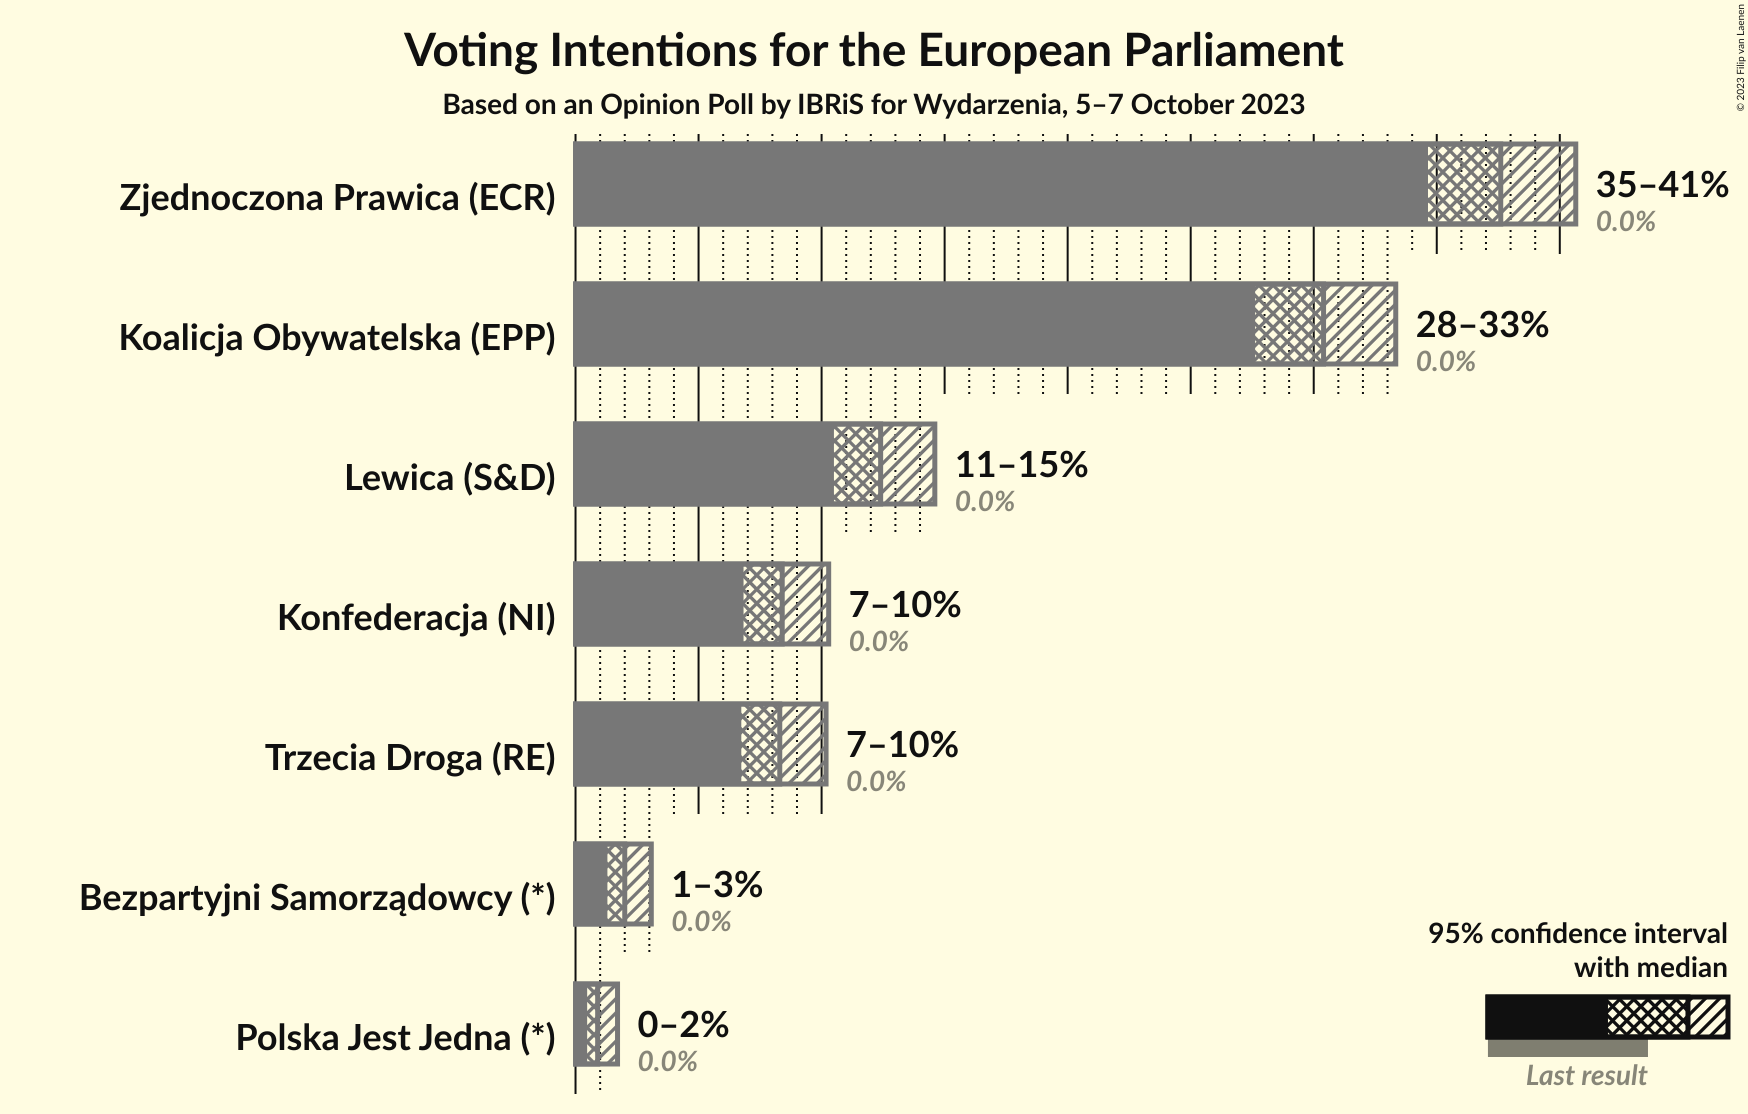 Voting Intentions for the European Parliament
Based on an Opinion Poll by IBRiS for Wydarzenia, 5–7 October 2023
© 2023 Filip van Laenen
Zjednoczona Prawica (ECR)
35–41%
0.0%
Koalicja Obywatelska (EPP)
28–33%
0.0%
Lewica (S&D)
11–15%
0.0%
Konfederacja (NI)
7–10%
0.0%
Trzecia Droga (RE)
7–10%
0.0%
Bezpartyjni Samorządowcy (*)
1–3%
0.0%
Polska Jest Jedna (*)
0–2%
0.0%
95% confidence interval
with median
Last result